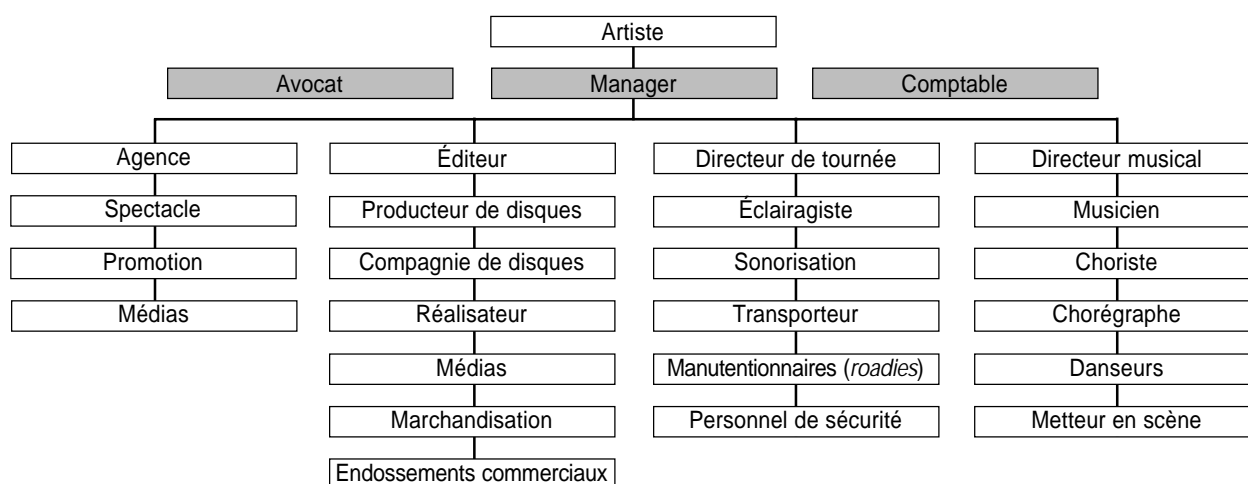 Artiste
Avocat
Manager
Comptable
Agence
Spectacle
Promotion
Médias
Éditeur
Producteur de disques
Compagnie de disques
Réalisateur
Médias
Marchandisation
Endossements commerciaux
Directeur de tournée
Éclairagiste
Sonorisation
Transporteur
Manutentionnaires (roadies)
Personnel de sécurité
Directeur musical
Musicien
Choriste
Chorégraphe
Danseurs
Metteur en scène